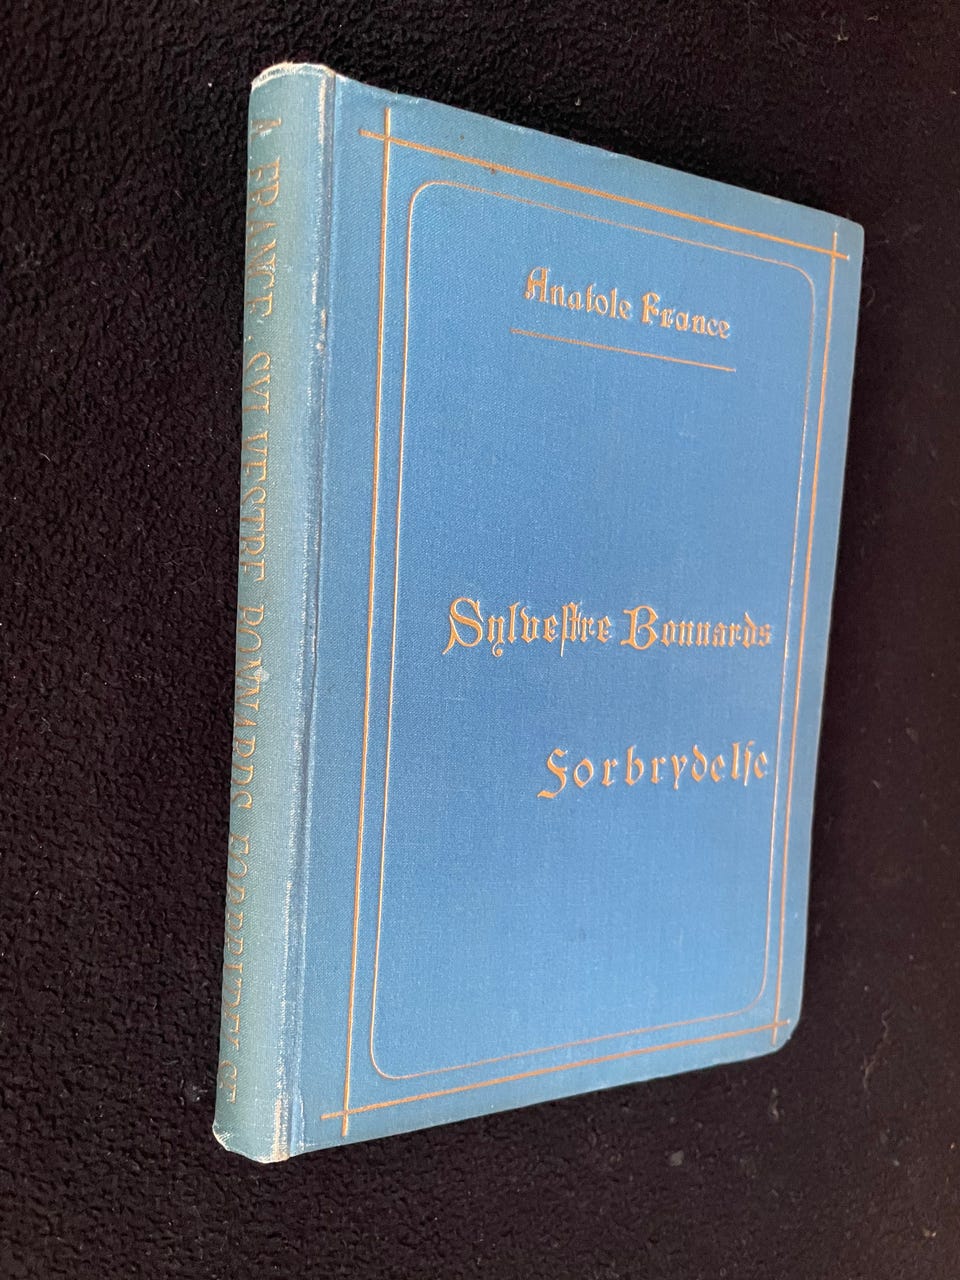 Anatole France
Sylvestre Bonnards
Forbrydelse
A. FRANCE, SYLVESTRE BONNARDS FORBRYDELSE